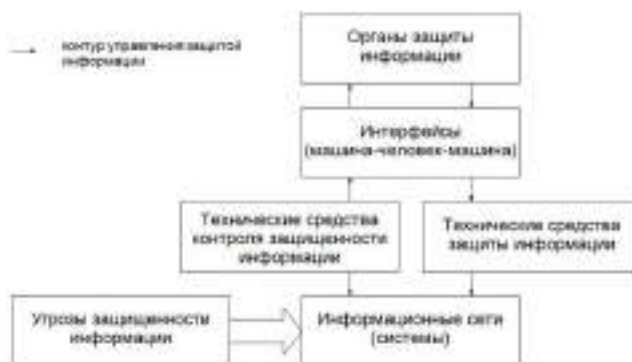 контур управления защитой
информации
Органы защиты
информации
Интерфейсы
(машина-человек-машина)
Технические средства
контроля защищенности
информации
Технические средства
защиты информации
Угрозы защищенности
информации
Информационные сети
(системы)